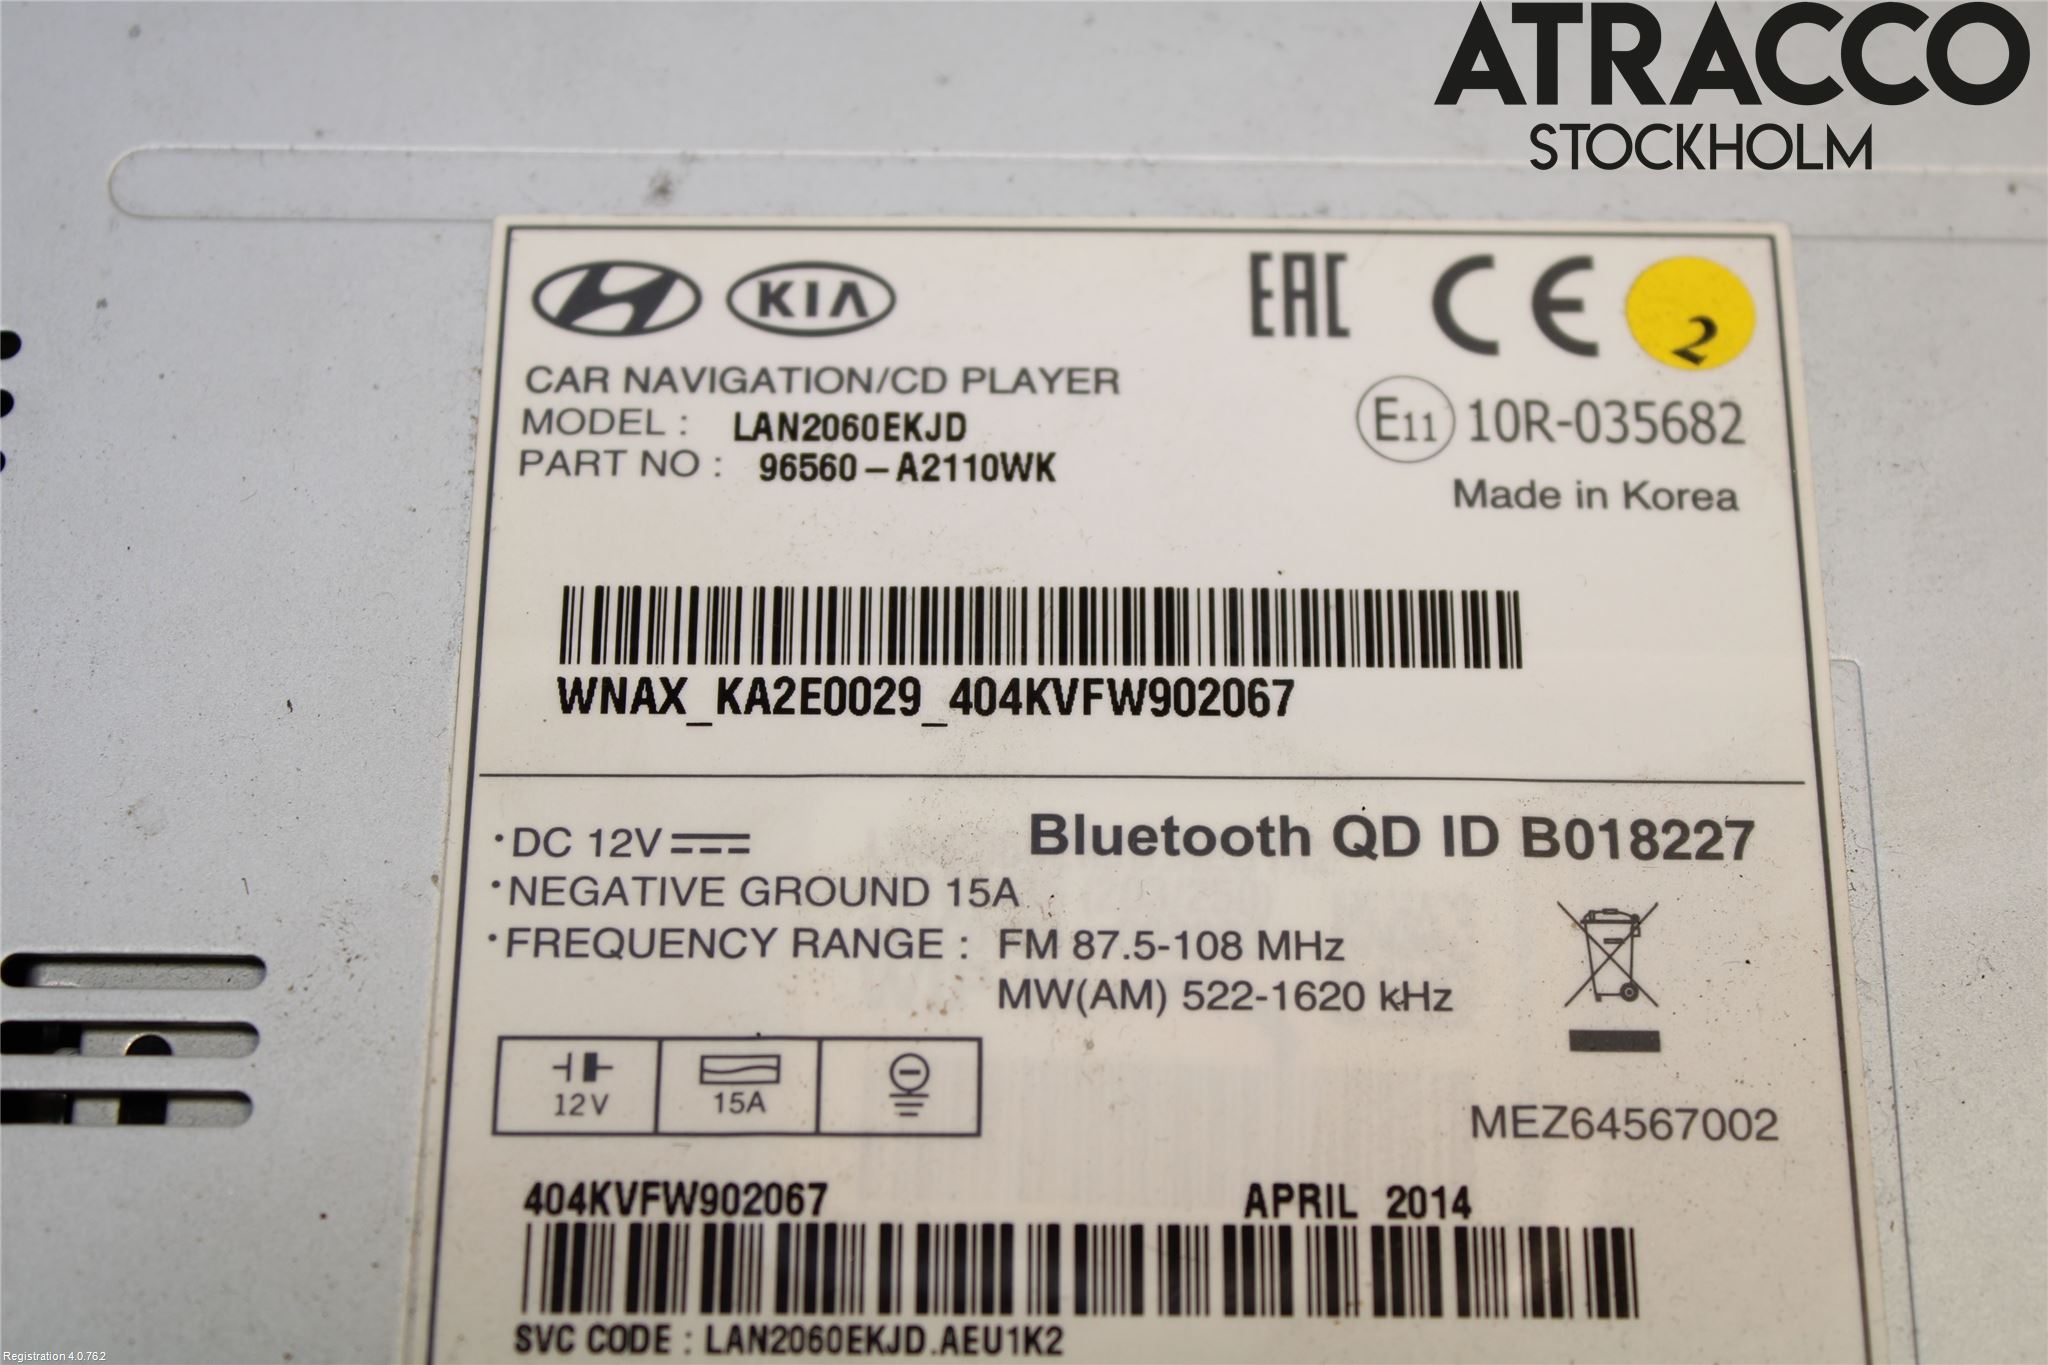 ATRACCO
STOCKHOLM
KIA
EAC CE 2
CAR NAVIGATION/CD PLAYER
MODEL : LAN2060EKJD
PART NO : 96560-A2110WK
E11 10R-035682
Made in Korea
WNAX_KA2E0029_404KVFW902067
•DC 12V
Bluetooth QD ID B018227
•NEGATIVE GROUND 15A
•FREQUENCY RANGE : FM 87.5-108 MHz
MW(AM) 522-1620 kHz
12V 15A
MEZ64567002
404KVFW902067 APRIL 2014
SVC CODE : LAN2060EKJD.AEU1K2
Registration 4.0.762